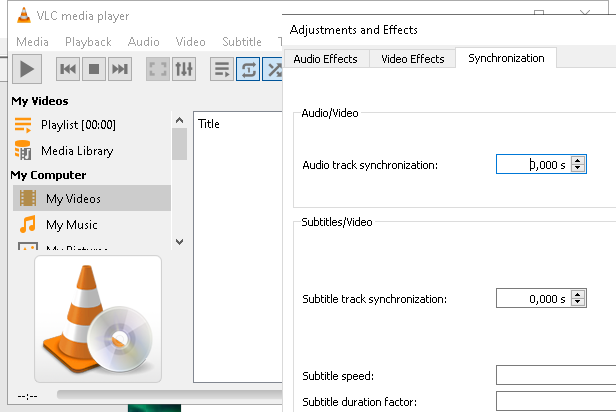 VLC media player
Media Playback Audio Video Subtitle
My Videos
Playlist [00:00]
Media Library
My Computer
My Videos
My Music
My Pictures
Title
--:--
Adjustments and Effects
Audio Effects Video Effects Synchronization
Audio/Video
Audio track synchronization: 0,000 s
Subtitles/Video
Subtitle track synchronization: 0,000 s
Subtitle speed:
Subtitle duration factor: